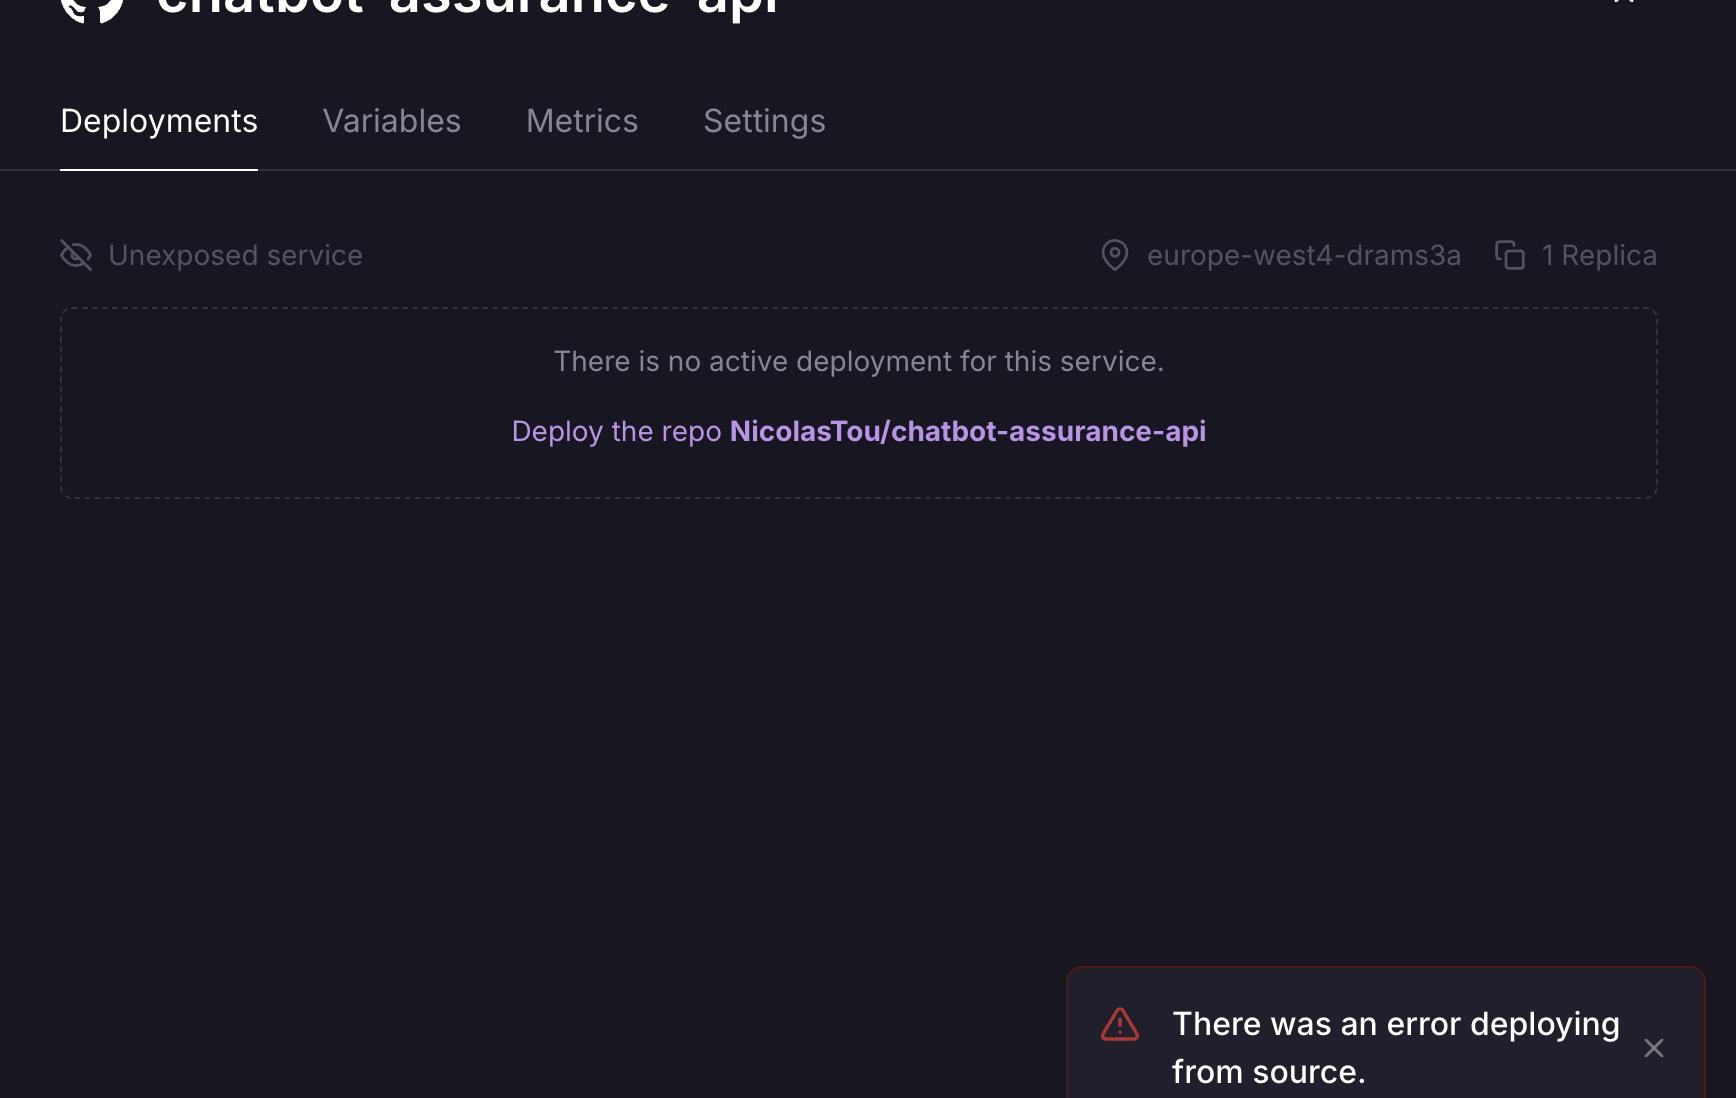 chatbot-assurance-api
Deployments Variables Metrics Settings
Unexposed service europe-west4-drams3a 1 Replica
There is no active deployment for this service.
Deploy the repo NicolasTou/chatbot-assurance-api
There was an error deploying
from source.